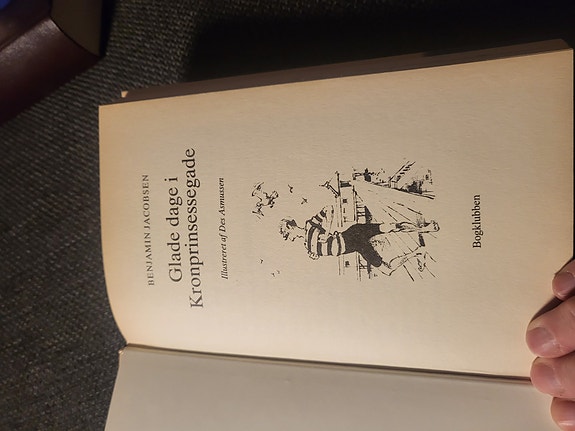 BENJAMIN JACOBSEN
Glade dage i
Kronprinsessegade
Illustreret af Des Asmussen
Bogklubben